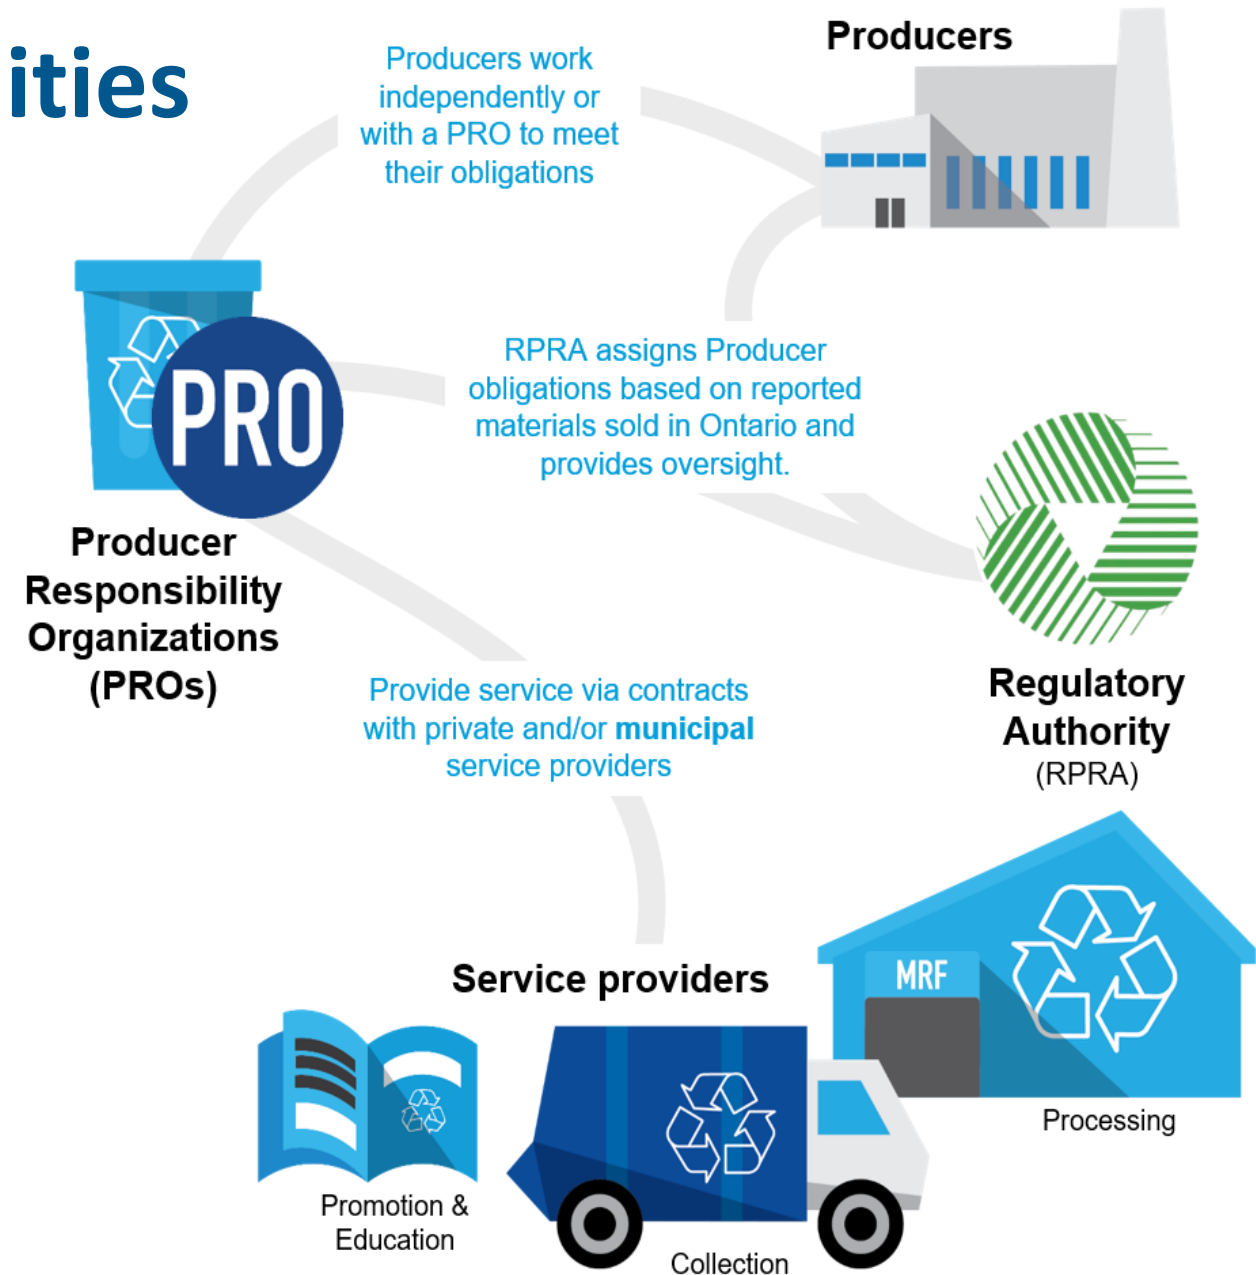 ities
Producers
Producers work
independently or
with a PRO to meet
their obligations
PRO
RPRA assigns Producer
obligations based on reported
materials sold in Ontario and
provides oversight.
Producer
Responsibility
Organizations
(PROs)
Regulatory
Authority
(RPRA)
Provide service via contracts
with private and/or municipal
service providers
Service providers
MRF
Processing
Promotion &
Education
Collection